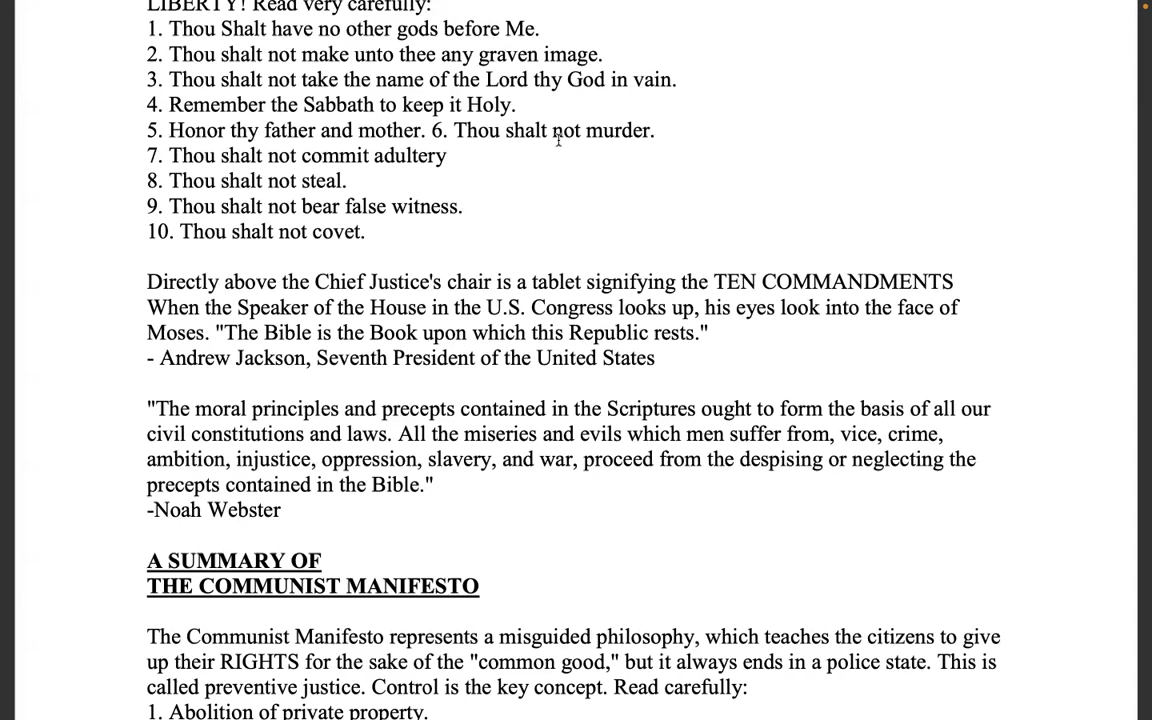 LIBERTY! Read very carefully:
1. Thou Shalt have no other gods before Me.
2. Thou shalt not make unto thee any graven image.
3. Thou shalt not take the name of the Lord thy God in vain.
4. Remember the Sabbath to keep it Holy.
5. Honor thy father and mother. 6. Thou shalt not murder.
7. Thou shalt not commit adultery
8. Thou shalt not steal.
9. Thou shalt not bear false witness.
10. Thou shalt not covet.
Directly above the Chief Justice's chair is a tablet signifying the TEN COMMANDMENTS
When the Speaker of the House in the U.S. Congress looks up, his eyes look into the face of
Moses. "The Bible is the Book upon which this Republic rests."
- Andrew Jackson, Seventh President of the United States
"The moral principles and precepts contained in the Scriptures ought to form the basis of all our
civil constitutions and laws. All the miseries and evils which men suffer from, vice, crime,
ambition, injustice, oppression, slavery, and war, proceed from the despising or neglecting the
precepts contained in the Bible."
-Noah Webster
A SUMMARY OF
THE COMMUNIST MANIFESTO
The Communist Manifesto represents a misguided philosophy, which teaches the citizens to give
up their RIGHTS for the sake of the "common good," but it always ends in a police state. This is
called preventive justice. Control is the key concept. Read carefully:
1. Abolition of private property.